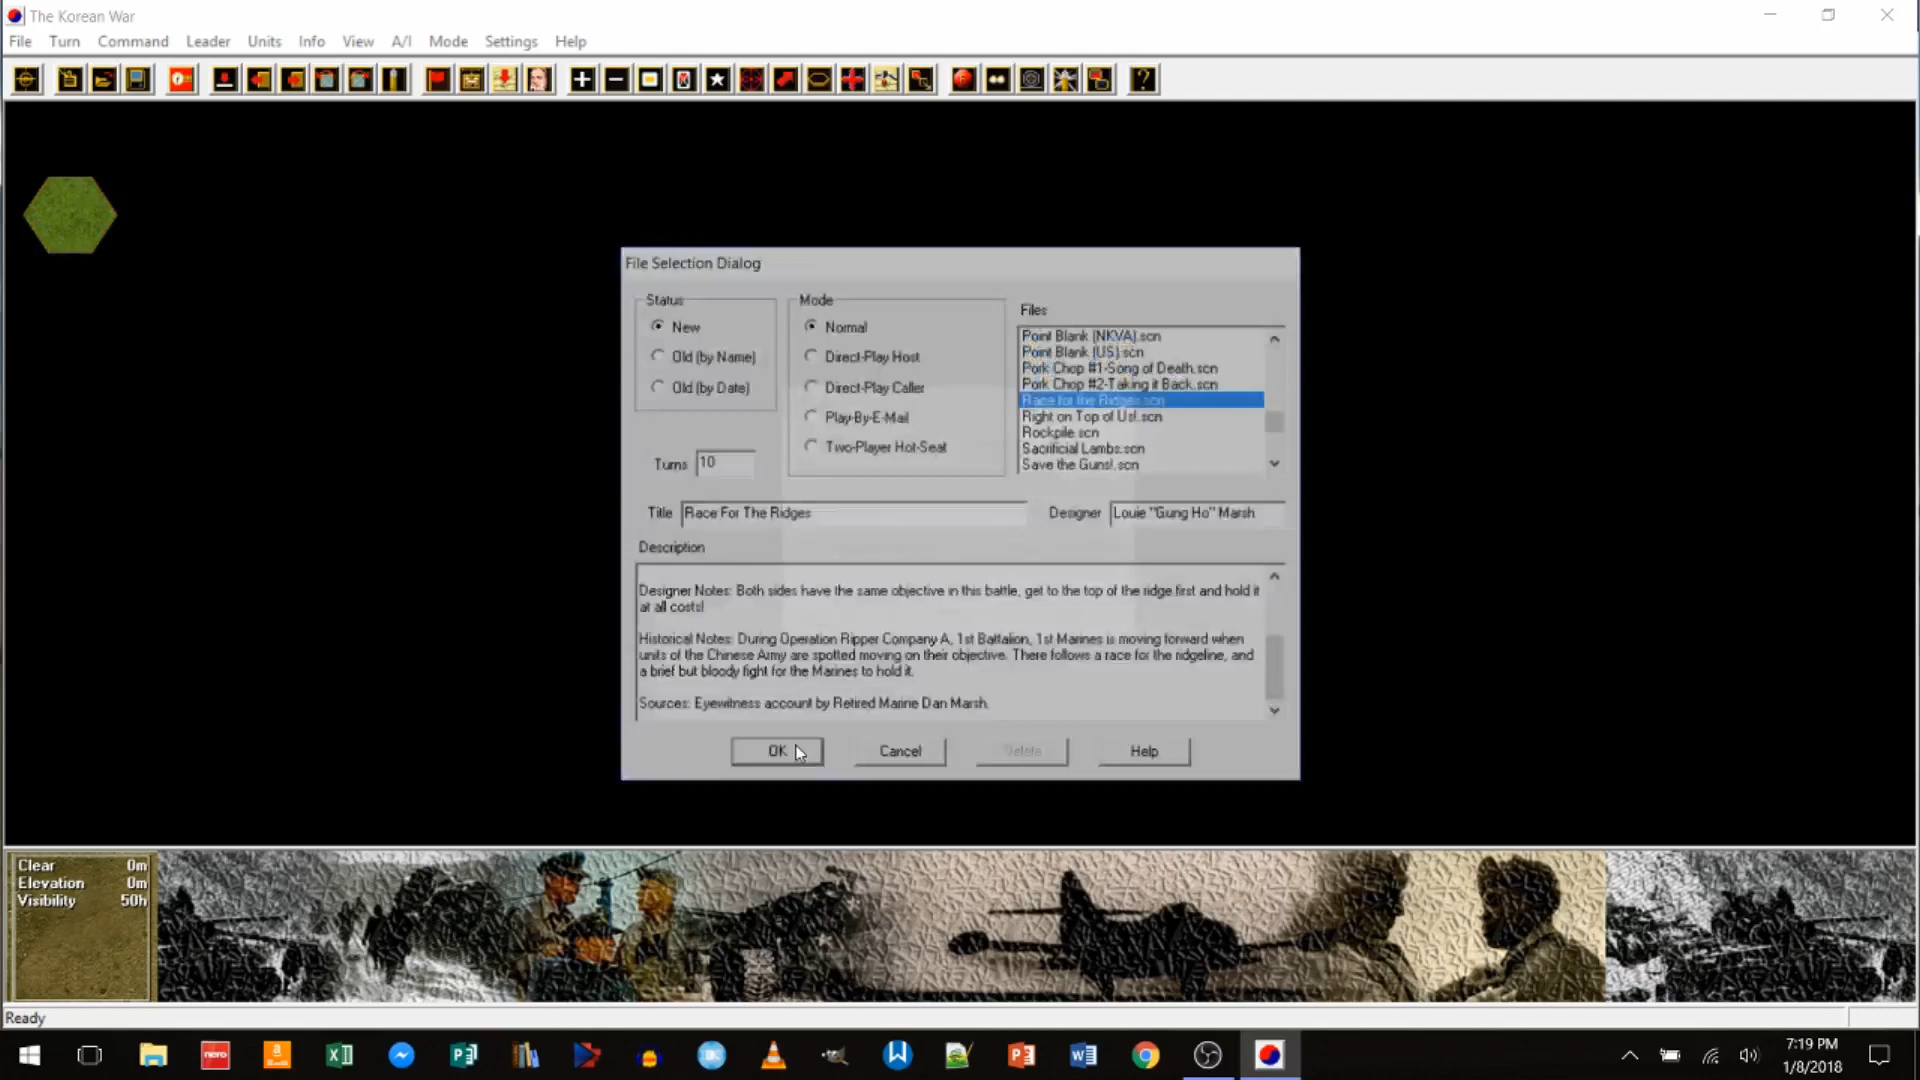 The Korean War
File Turn Command Leader Units Info View A/I Mode Settings Help
File Selection Dialog
Status
New
Old (by Name)
Old (by Date)
Turns 10
Mode
Normal
Direct-Play Host
Direct-Play Caller
Play-By-E-Mail
Two-Player Hot-Seat
Files
Point Blank (NKVA).scn
Point Blank (US).scn
Pork Chop #1-Song of Death.scn
Pork Chop #2-Taking it Back.scn
Race for the Ridges.scn
Right on Top of Us!.scn
Rockpile.scn
Sacrificial Lambs.scn
Save the Guns!.scn
Title Race For The Ridges
Designer Louie "Gung Ho" Marsh
Description
Designer Notes: Both sides have the same objective in this battle, get to the top of the ridge first and hold it
at all costs!
Historical Notes: During Operation Ripper Company A, 1st Battalion, 1st Marines is moving forward when
units of the Chinese Army are spotted moving on their objective. There follows a race for the ridgeline, and
a brief but bloody fight for the Marines to hold it.
Sources: Eyewitness account by Retired Marine Dan Marsh.
OK Cancel Delete Help
Clear 0m
Elevation 0m
Visibility 50h
Ready
nero
7:19 PM
1/8/2018